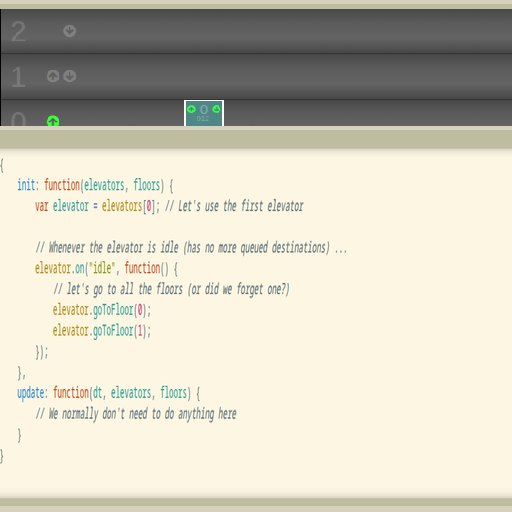 2
1
0
0
012
{
init: function(elevators, floors) {
var elevator = elevators[0]; // Let's use the first elevator
// Whenever the elevator is idle (has no more queued destinations) ...
elevator.on("idle", function() {
// let's go to all the floors (or did we forget one?)
elevator.goToFloor(0);
elevator.goToFloor(1);
});
},
update: function(dt, elevators, floors) {
// We normally don't need to do anything here
}
}